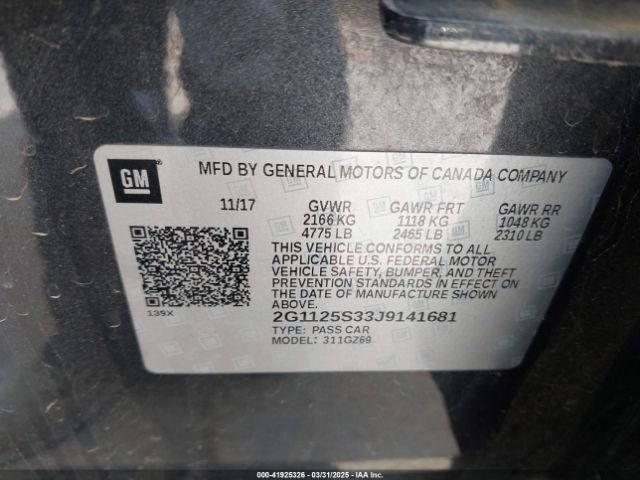 GM
MFD BY GENERAL MOTORS OF CANADA COMPANY
11/17 GVWR GAWR FRT GAWR RR
2166 KG 1118 KG 1048 KG
4775 LB 2465 LB 2310 LB
THIS VEHICLE CONFORMS TO ALL
APPLICABLE U.S. FEDERAL MOTOR
VEHICLE SAFETY, BUMPER, AND THEFT
PREVENTION STANDARDS IN EFFECT
ON THE DATE OF MANUFACTURE SHOWN
ABOVE.
139X 2G1125S33J9141681
TYPE: PASS CAR
MODEL: 311GZ69
000-41925326 - 03/31/2025 - IAAI.COM